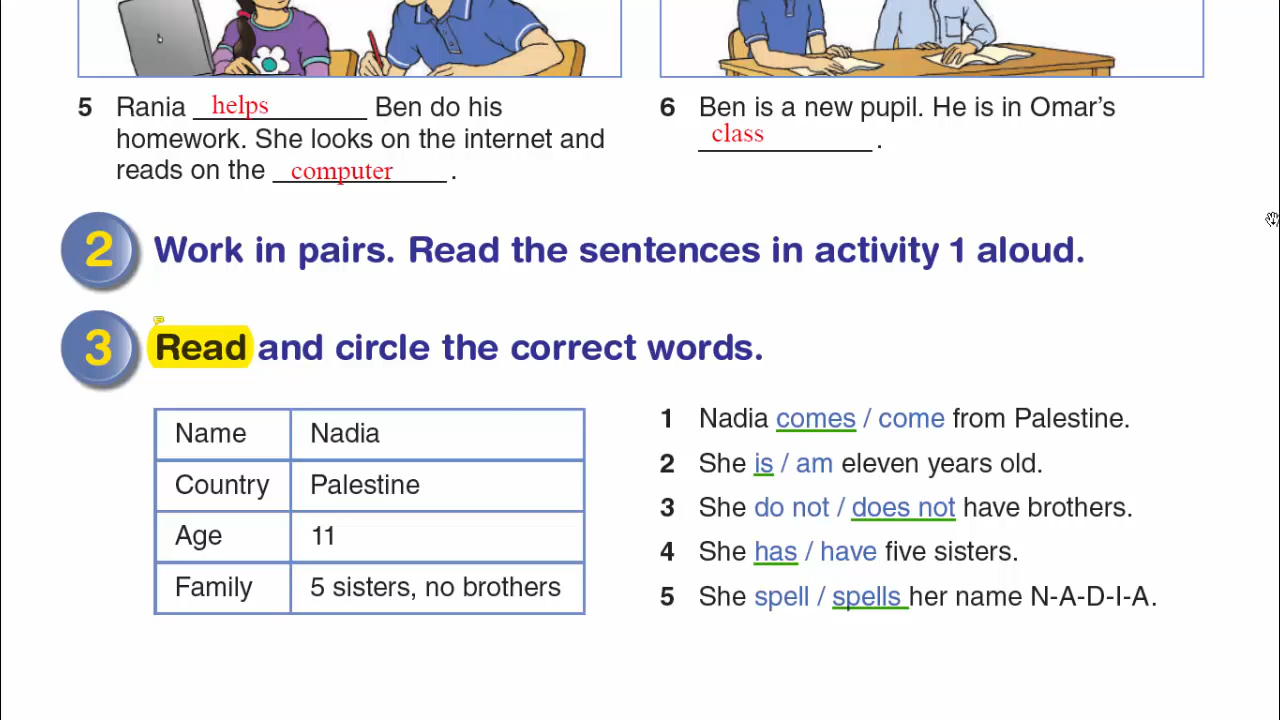 5 Rania helps Ben do his
homework. She looks on the internet and
reads on the computer.
6 Ben is a new pupil. He is in Omar's
class.
2 Work in pairs. Read the sentences in activity 1 aloud.
3 Read and circle the correct words.
Name Nadia
Country Palestine
Age 11
Family 5 sisters, no brothers
1 Nadia comes / come from Palestine.
2 She is / am eleven years old.
3 She do not / does not have brothers.
4 She has / have five sisters.
5 She spell / spells her name N-A-D-I-A.